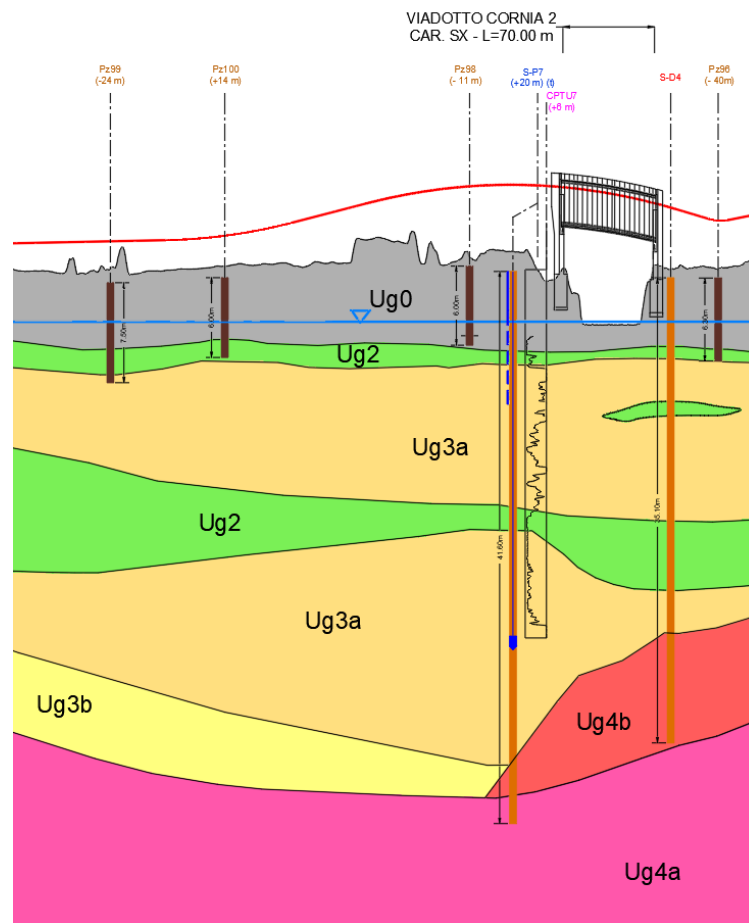 VIADOTTO CORNIA 2
CAR. SX - L=70.00 m
Pz99
(-24 m)
Pz100
(+14 m)
Pz98
(- 11 m)
S-P7
(+20 m) (t)
CPTU7
(+6 m)
S-D4
Pz96
(- 40m)
7.50m
6.00m
6.00m
6.30m
Ug0
Ug2
Ug3a
Ug2
41.60m
35.10m
Ug3a
Ug3b
Ug4b
Ug4a